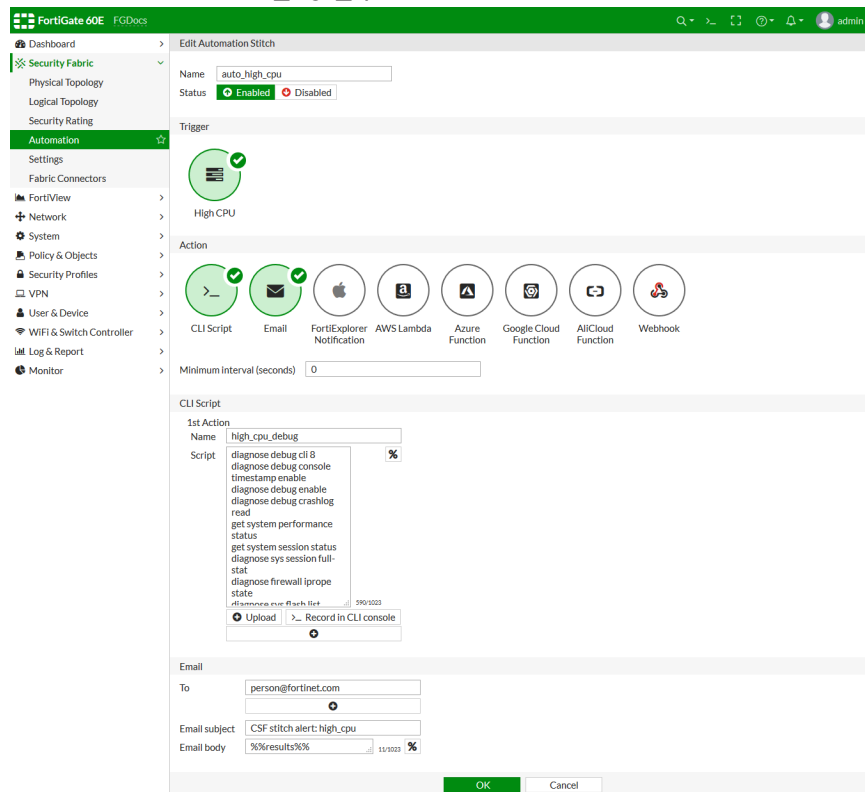 FortiGate 60E FGDocs
admin
Dashboard
Security Fabric
Physical Topology
Logical Topology
Security Rating
Automation
Settings
Fabric Connectors
FortiView
Network
System
Policy & Objects
Security Profiles
VPN
User & Device
WiFi & Switch Controller
Log & Report
Monitor
Edit Automation Stitch
Name auto_high_cpu
Status Enabled Disabled
Trigger
High CPU
Action
CLI Script Email FortiExplorer AWS Lambda Azure Google Cloud AliCloud Webhook
Notification Function Function Function
Minimum interval (seconds) 0
CLI Script
1st Action
Name high_cpu_debug
Script diagnose debug cli 8 %
diagnose debug console
timestamp enable
diagnose debug enable
diagnose debug crashlog
read
get system performance
status
get system session status
diagnose sys session full-
stat
diagnose firewall iprope
state
diagnose sys flash list 590/1023
Upload >_ Record in CLI console
Email
To person@fortinet.com
Email subject CSF stitch alert: high_cpu
Email body %%results%% 11/1023 %
OK Cancel